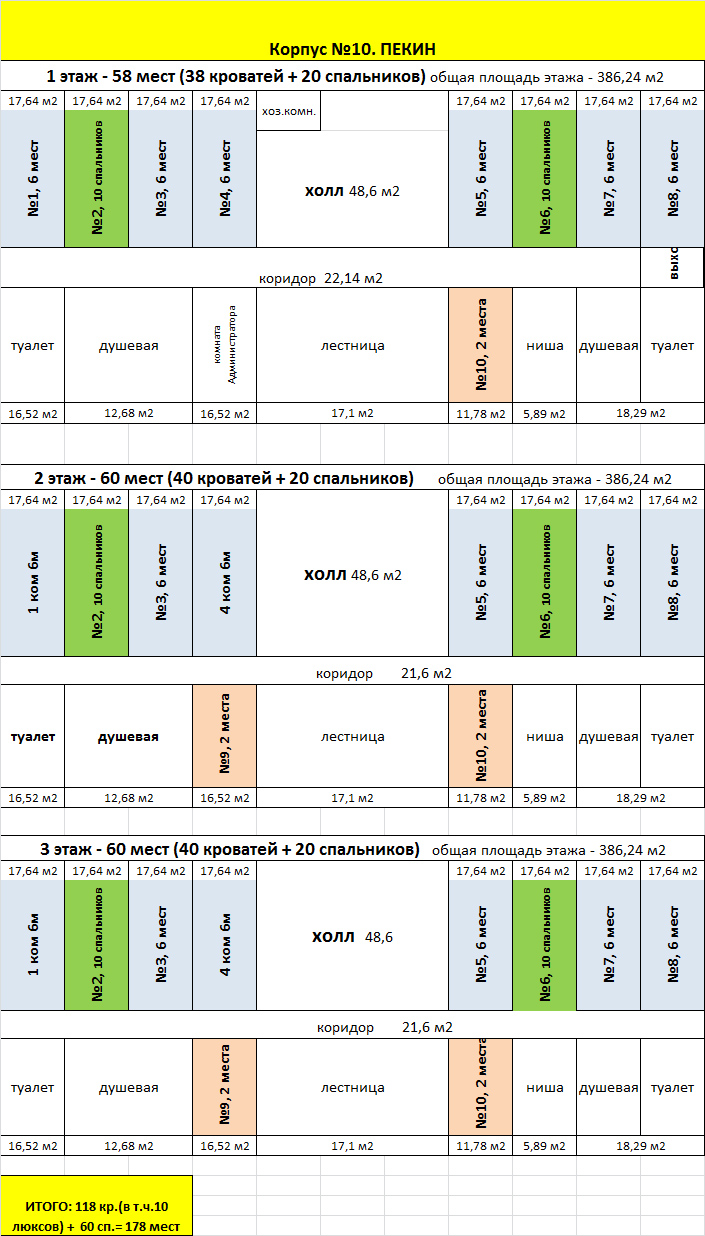 Корпус №10. ПЕКИН
1 этаж - 58 мест (38 кроватей + 20 спальников) общая площадь этажа - 386,24 м2
17,64 м2 17,64 м2 17,64 м2 17,64 м2 хоз.комн. 17,64 м2 17,64 м2 17,64 м2 17,64 м2
№1, 6 мест №2, 10 спальников №3, 6 мест №4, 6 мест ХОЛЛ 48,6 м2 №5, 6 мест №6, 10 спальников №7, 6 мест №8, 6 мест
коридор 22,14 м2 выхо
туалет душевая комната Администратора лестница №10, 2 места ниша душевая туалет
16,52 м2 12,68 м2 16,52 м2 17,1 м2 11,78 м2 5,89 м2 18,29 м2
2 этаж - 60 мест (40 кроватей + 20 спальников) общая площадь этажа - 386,24 м2
17,64 м2 17,64 м2 17,64 м2 17,64 м2 17,64 м2 17,64 м2 17,64 м2 17,64 м2
1 ком 6м №2, 10 спальников №3, 6 мест 4 ком 6м ХОЛЛ 48,6 м2 №5, 6 мест №6, 10 спальников №7, 6 мест №8, 6 мест
коридор 21,6 м2
туалет душевая №9, 2 места лестница №10, 2 места ниша душевая туалет
16,52 м2 12,68 м2 16,52 м2 17,1 м2 11,78 м2 5,89 м2 18,29 м2
3 этаж - 60 мест (40 кроватей + 20 спальников) общая площадь этажа - 386,24 м2
17,64 м2 17,64 м2 17,64 м2 17,64 м2 17,64 м2 17,64 м2 17,64 м2 17,64 м2
1 ком 6м №2, 10 спальников №3, 6 мест 4 ком 6м ХОЛЛ 48,6 №5, 6 мест №6, 10 спальников №7, 6 мест №8, 6 мест
коридор 21,6 м2
туалет душевая №9, 2 места лестница №10, 2 места ниша душевая туалет
16,52 м2 12,68 м2 16,52 м2 17,1 м2 11,78 м2 5,89 м2 18,29 м2
ИТОГО: 118 кр.(в т.ч.10
люксов) + 60 сп.= 178 мест